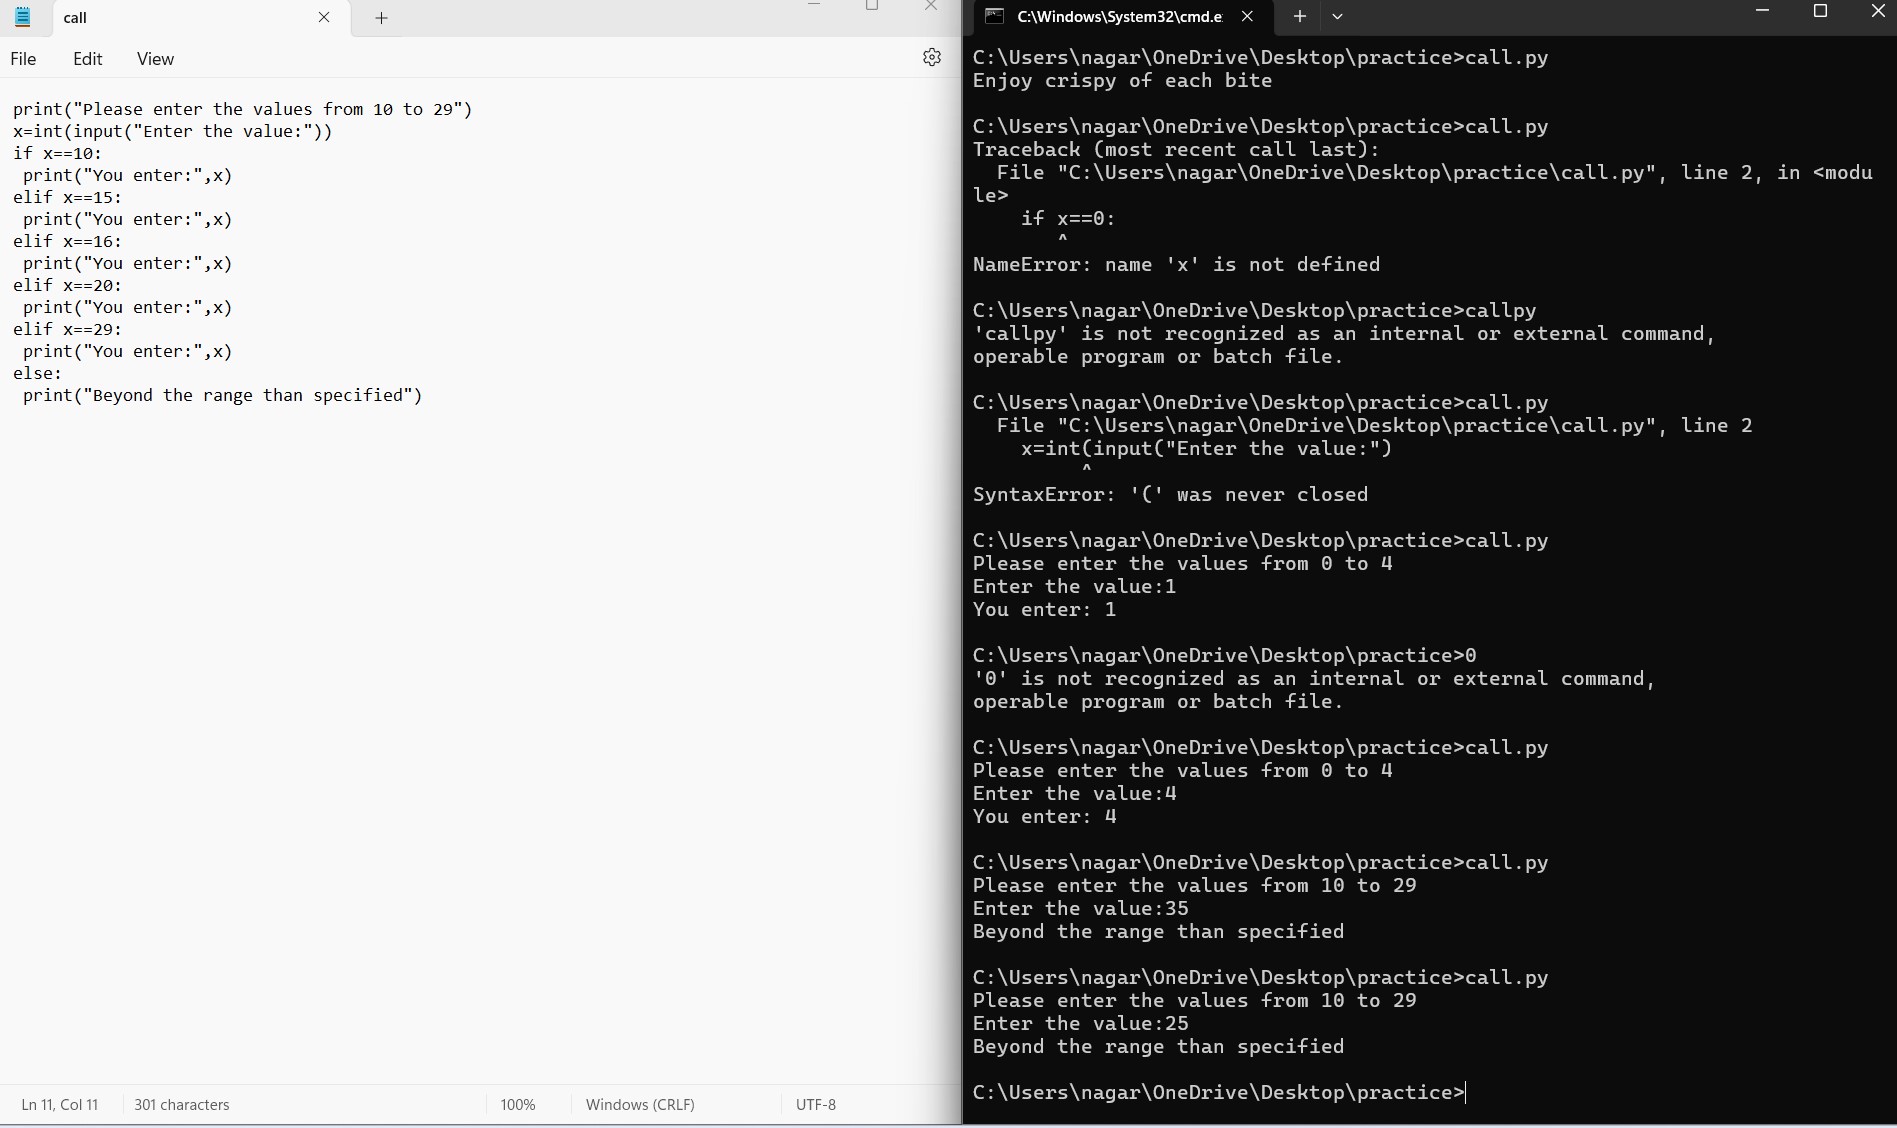 call
File Edit View
print("Please enter the values from 10 to 29")
x=int(input("Enter the value:"))
if x==10:
 print("You enter:",x)
elif x==15:
 print("You enter:",x)
elif x==16:
 print("You enter:",x)
elif x==20:
 print("You enter:",x)
elif x==29:
 print("You enter:",x)
else:
 print("Beyond the range than specified")
Ln 11, Col 11 301 characters 100% Windows (CRLF) UTF-8
C:\Windows\System32\cmd.e
C:\Users\nagar\OneDrive\Desktop\practice>call.py
Enjoy crispy of each bite
C:\Users\nagar\OneDrive\Desktop\practice>call.py
Traceback (most recent call last):
  File "C:\Users\nagar\OneDrive\Desktop\practice\call.py", line 2, in <modu
le>
    if x==0:
       ^
NameError: name 'x' is not defined
C:\Users\nagar\OneDrive\Desktop\practice>callpy
'callpy' is not recognized as an internal or external command,
operable program or batch file.
C:\Users\nagar\OneDrive\Desktop\practice>call.py
  File "C:\Users\nagar\OneDrive\Desktop\practice\call.py", line 2
    x=int(input("Enter the value:")
         ^
SyntaxError: '(' was never closed
C:\Users\nagar\OneDrive\Desktop\practice>call.py
Please enter the values from 0 to 4
Enter the value:1
You enter: 1
C:\Users\nagar\OneDrive\Desktop\practice>0
'0' is not recognized as an internal or external command,
operable program or batch file.
C:\Users\nagar\OneDrive\Desktop\practice>call.py
Please enter the values from 0 to 4
Enter the value:4
You enter: 4
C:\Users\nagar\OneDrive\Desktop\practice>call.py
Please enter the values from 10 to 29
Enter the value:35
Beyond the range than specified
C:\Users\nagar\OneDrive\Desktop\practice>call.py
Please enter the values from 10 to 29
Enter the value:25
Beyond the range than specified
C:\Users\nagar\OneDrive\Desktop\practice>